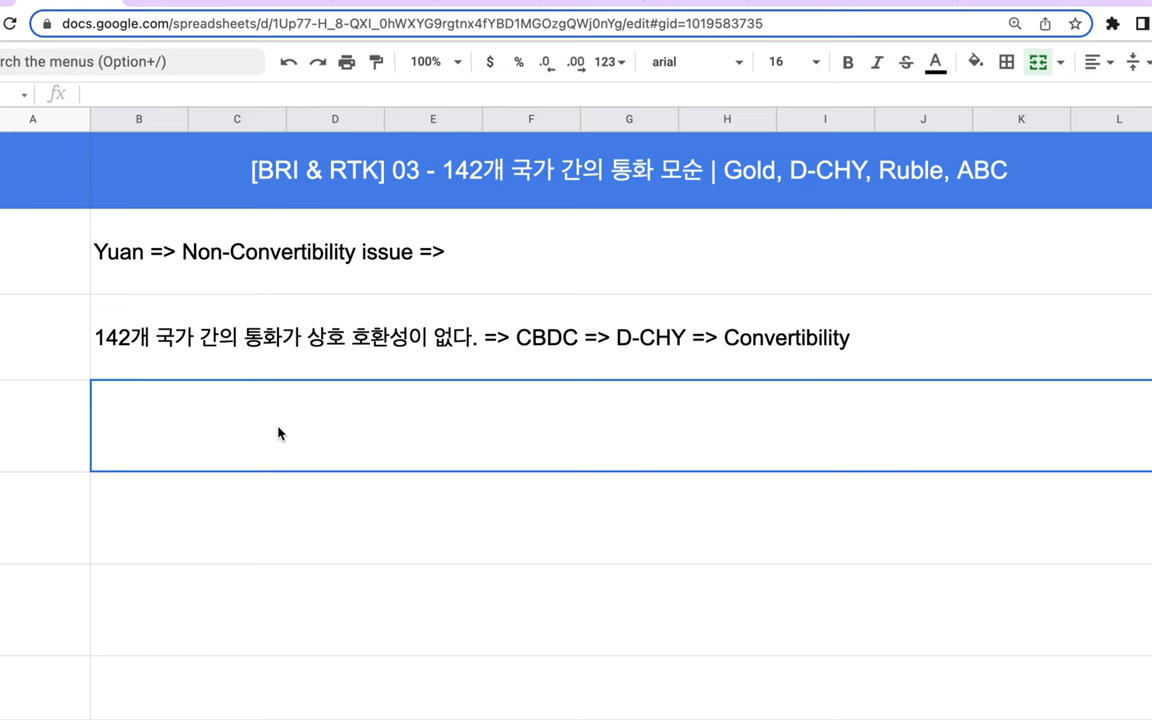 docs.google.com/spreadsheets/d/1Up77-H_8-QXI_0hWXYG9rgtnx4fYBD1MGOzgQWj0nYg/edit#gid=1019583735
rch the menus (Option+/) 100% $ % .0 .00 123 arial 16 B I S A
fx
A B C D E F G H I J K L
[BRI & RTK] 03 - 142개 국가 간의 통화 모순 | Gold, D-CHY, Ruble, ABC
Yuan => Non-Convertibility issue =>
142개 국가 간의 통화가 상호 호환성이 없다. => CBDC => D-CHY => Convertibility